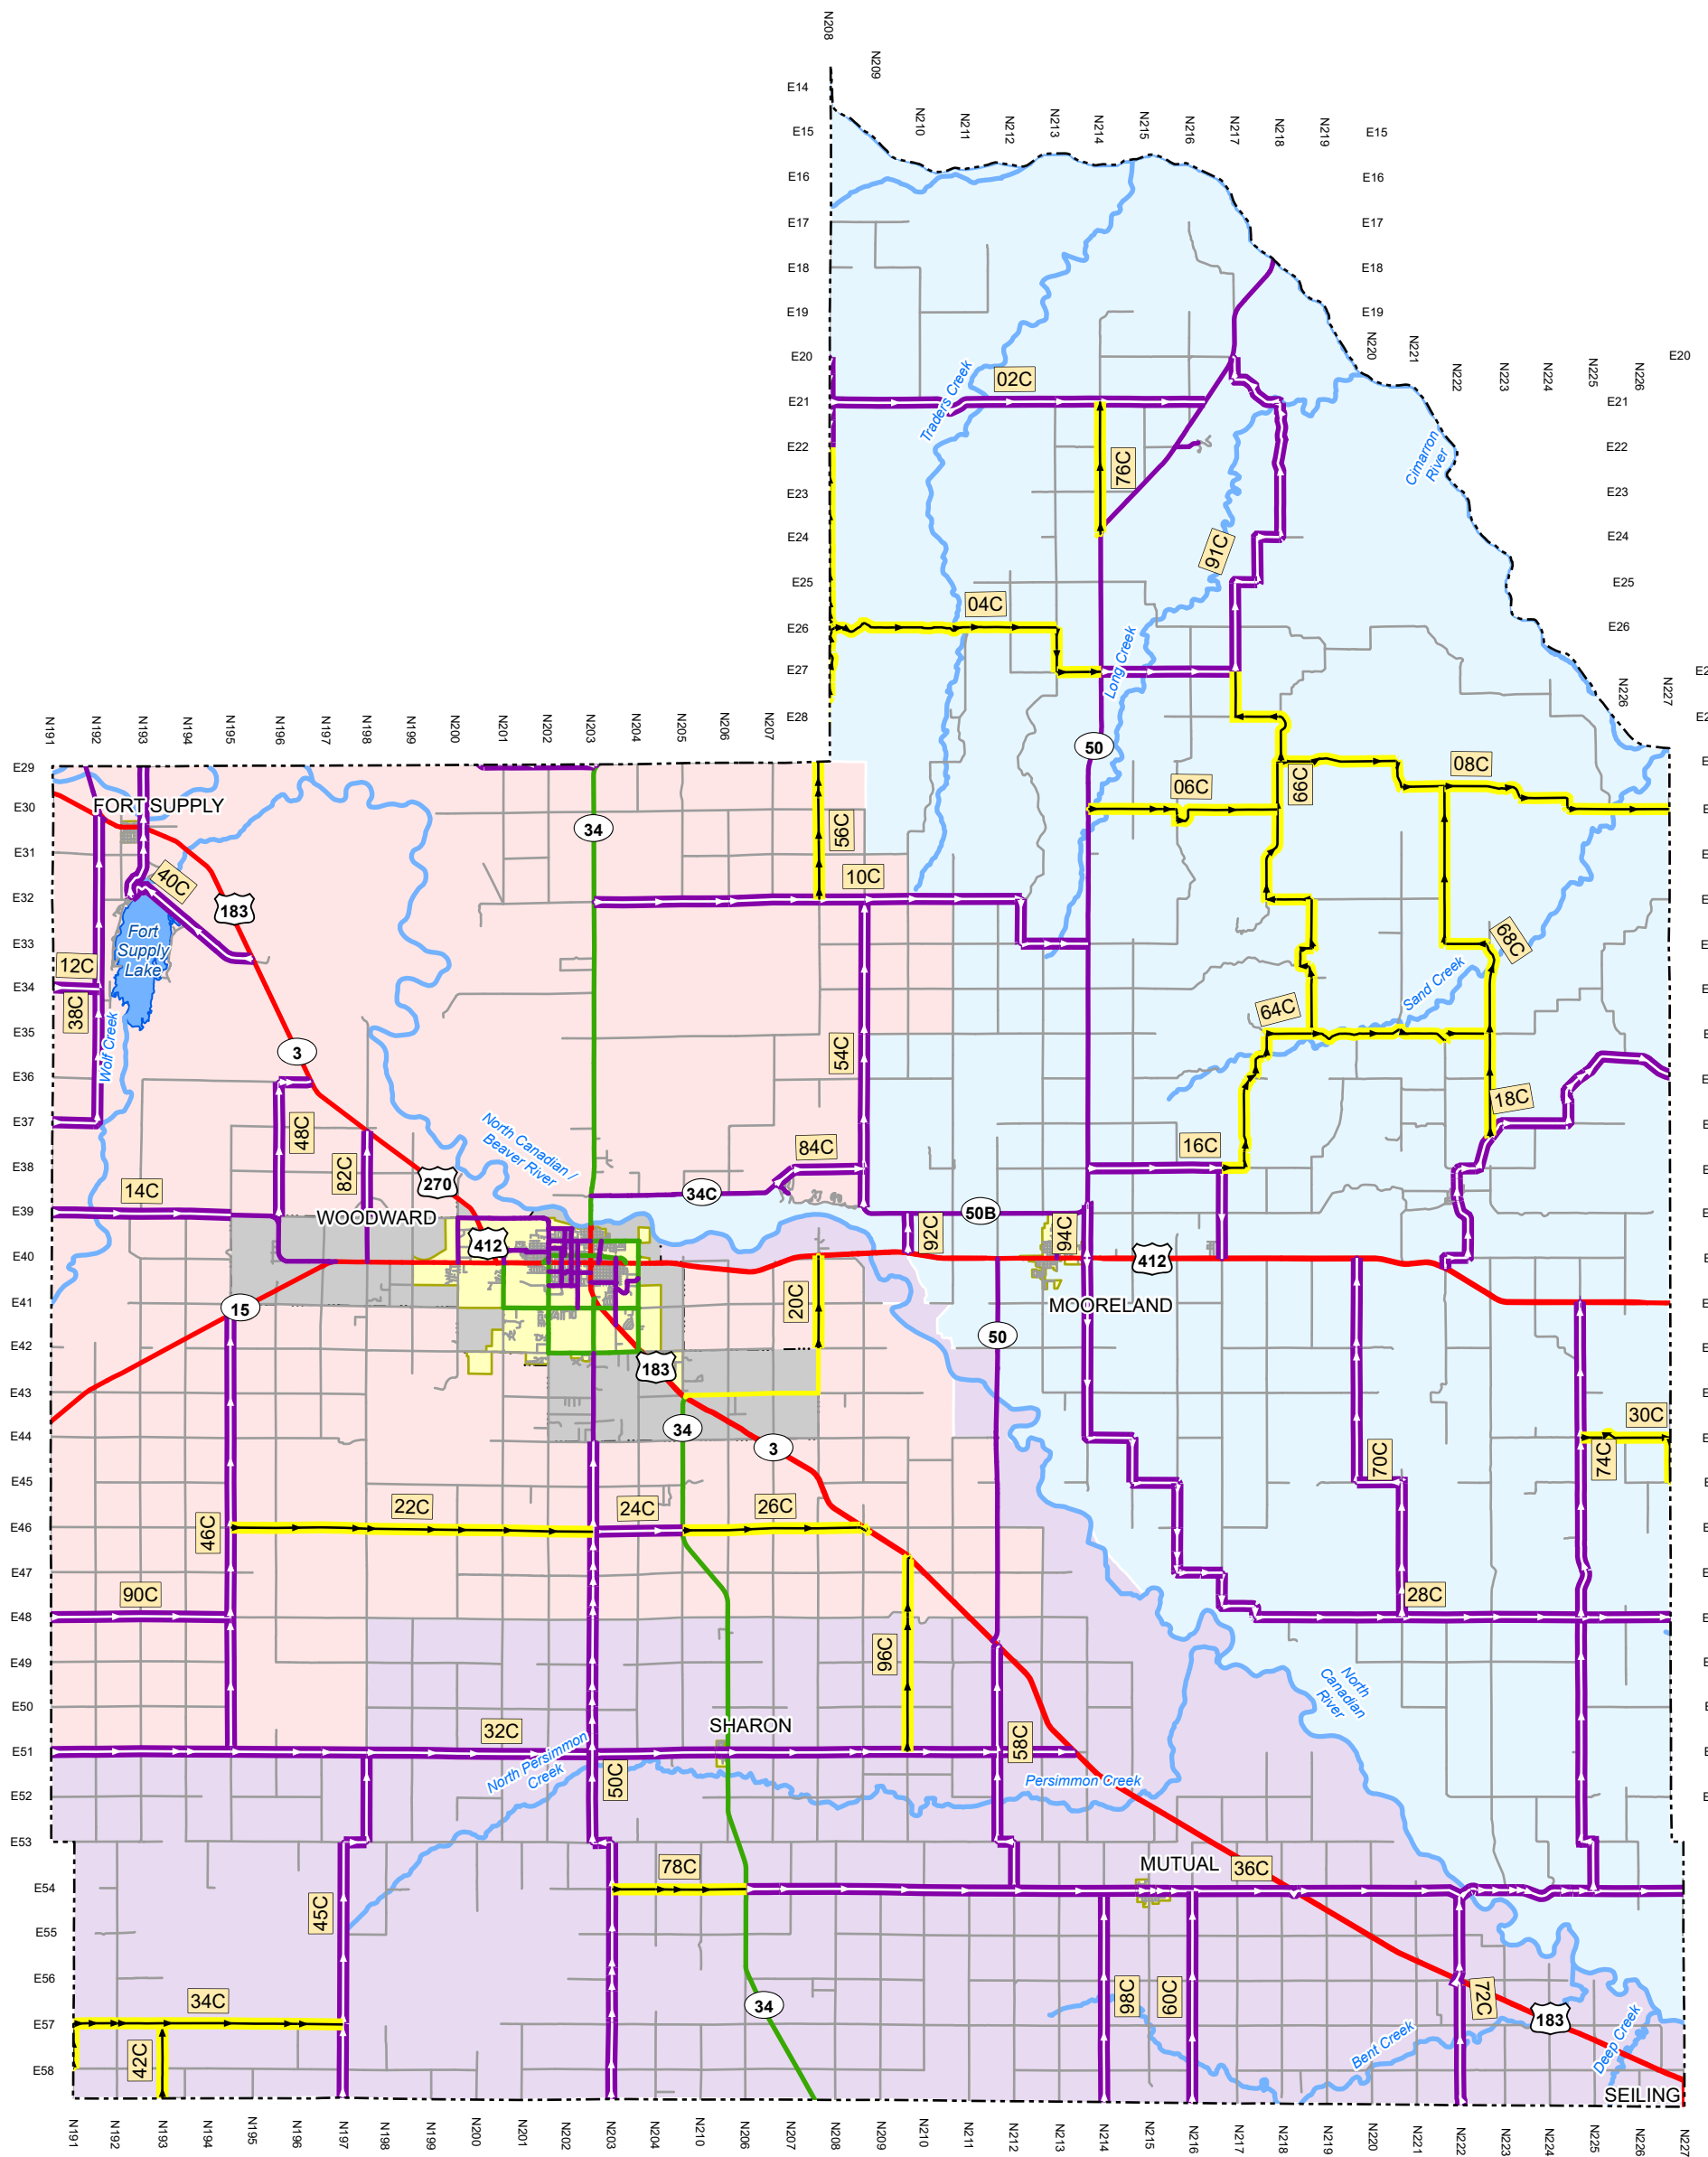 N208
N209
E14
N210
N211
N212
N213
N214
N215
N216
N217
N218
N219
E15
E15
E16
E16
E17
E17
E18
E18
E19
E19
N220
N221
N222
N223
N224
N225
N226
E20
E20
02C
E21
E21
Traders Creek
E22
E22
76C
Cimarron
River
E23
E23
E24
E24
91C
E25
E25
04C
E26
E26
Long Creek
E27
N226
N227
E28
N191
N192
N193
N194
N195
N196
N197
N198
N199
N200
N201
N202
N203
N204
N205
N206
N207
50
E29
66C
08C
06C
FORT SUPPLY
E30
34
56C
E31
40C
10C
E32
183
Fort
Supply
Lake
E33
68C
12C
Sand Creek
E34
38C
64C
Wolf Creek
E35
3
54C
E36
18C
E37
48C
North Canadian /
Beaver River
84C
16C
82C
E38
270
34C
14C
50B
E39
WOODWARD
92C
94C
412
412
E40
20C
MOORELAND
15
E41
50
E42
183
E43
34
3
30C
E44
74C
70C
E45
22C
24C
26C
E46
46C
E47
90C
28C
E48
96C
E49
North
Canadian
River
E50
SHARON
32C
58C
E51
North Persimmon
Creek
50C
Persimmon Creek
E52
E53
78C
MUTUAL
36C
E54
45C
E55
E56
34C
34
98C
60C
72C
183
E57
42C
Bent Creek
Deep Creek
E58
SEILING
N191
N192
N193
N194
N195
N196
N197
N198
N199
N200
N201
N202
N204
N210
N206
N207
N209
N210
N211
N212
N214
N215
N216
N217
N218
N219
N220
N221
N222
N223
N224
N225
N226
N227